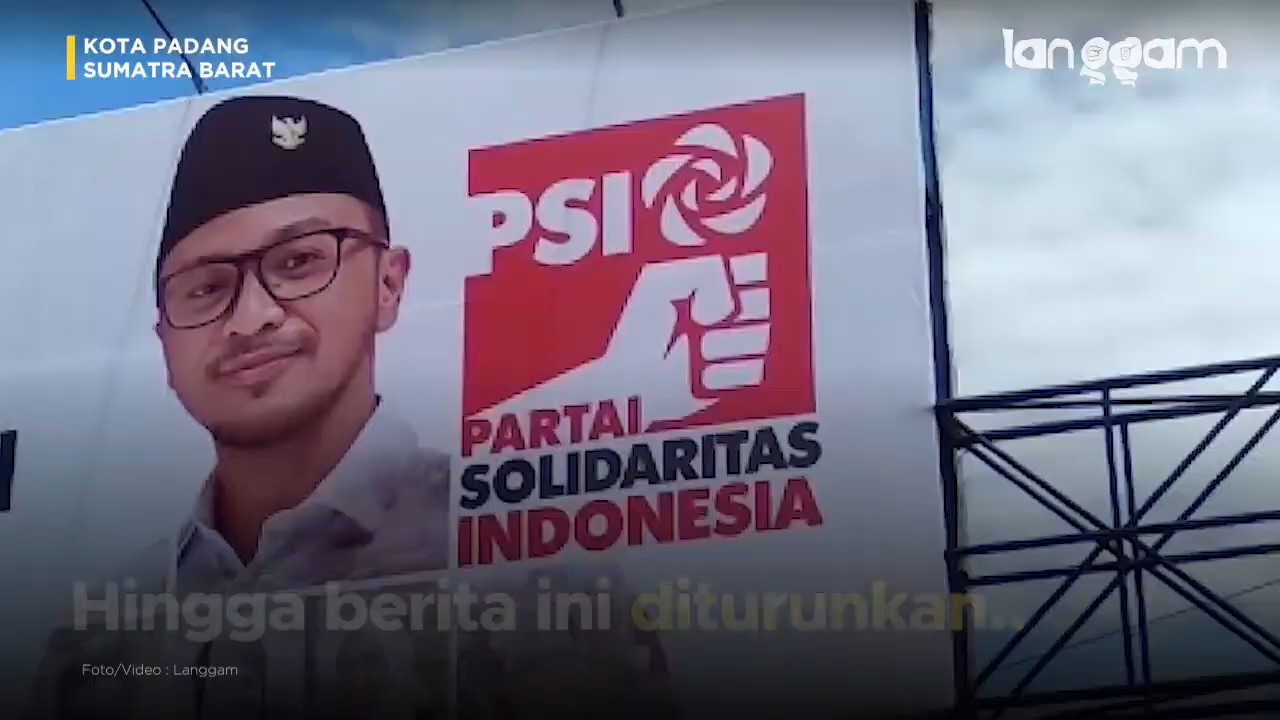 KOTA PADANG
SUMATRA BARAT
langgam
PSI
PARTAI
SOLIDARITAS
INDONESIA
Hingga berita ini diturunkan..
Foto/Video : Langgam